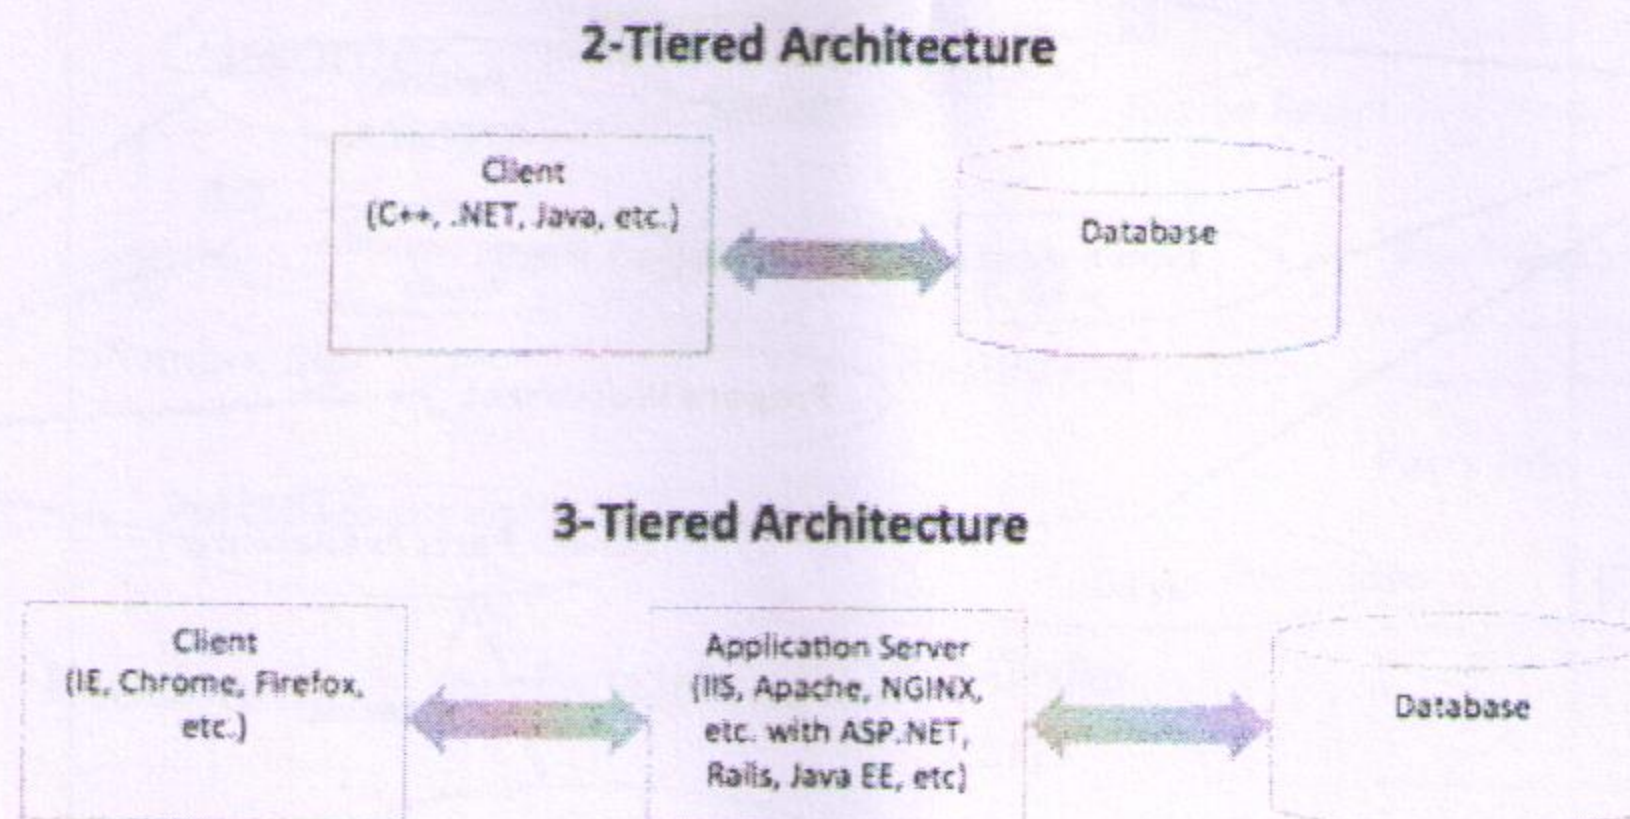 2-Tiered Architecture
Client
(C++, .NET, Java, etc.)
Database
3-Tiered Architecture
Client
(IE, Chrome, Firefox,
etc.)
Application Server
(IIS, Apache, NGINX,
etc. with ASP.NET,
Rails, Java EE, etc)
Database